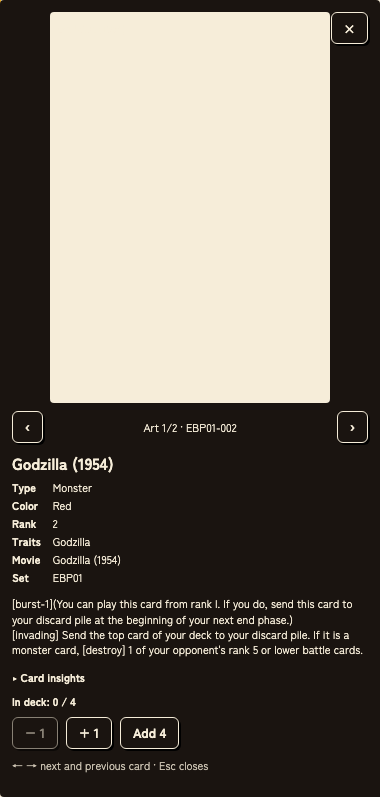 ×
‹ Art 1/2 · EBP01-002 ›
Godzilla (1954)
Type Monster
Color Red
Rank 2
Traits Godzilla
Movie Godzilla (1954)
Set EBP01
[burst-1](You can play this card from rank I. If you do, send this card to
your discard pile at the beginning of your next end phase.)
[invading] Send the top card of your deck to your discard pile. If it is a
monster card, [destroy] 1 of your opponent's rank 5 or lower battle cards.
▸ Card insights
In deck: 0 / 4
− 1 + 1 Add 4
← → next and previous card · Esc closes